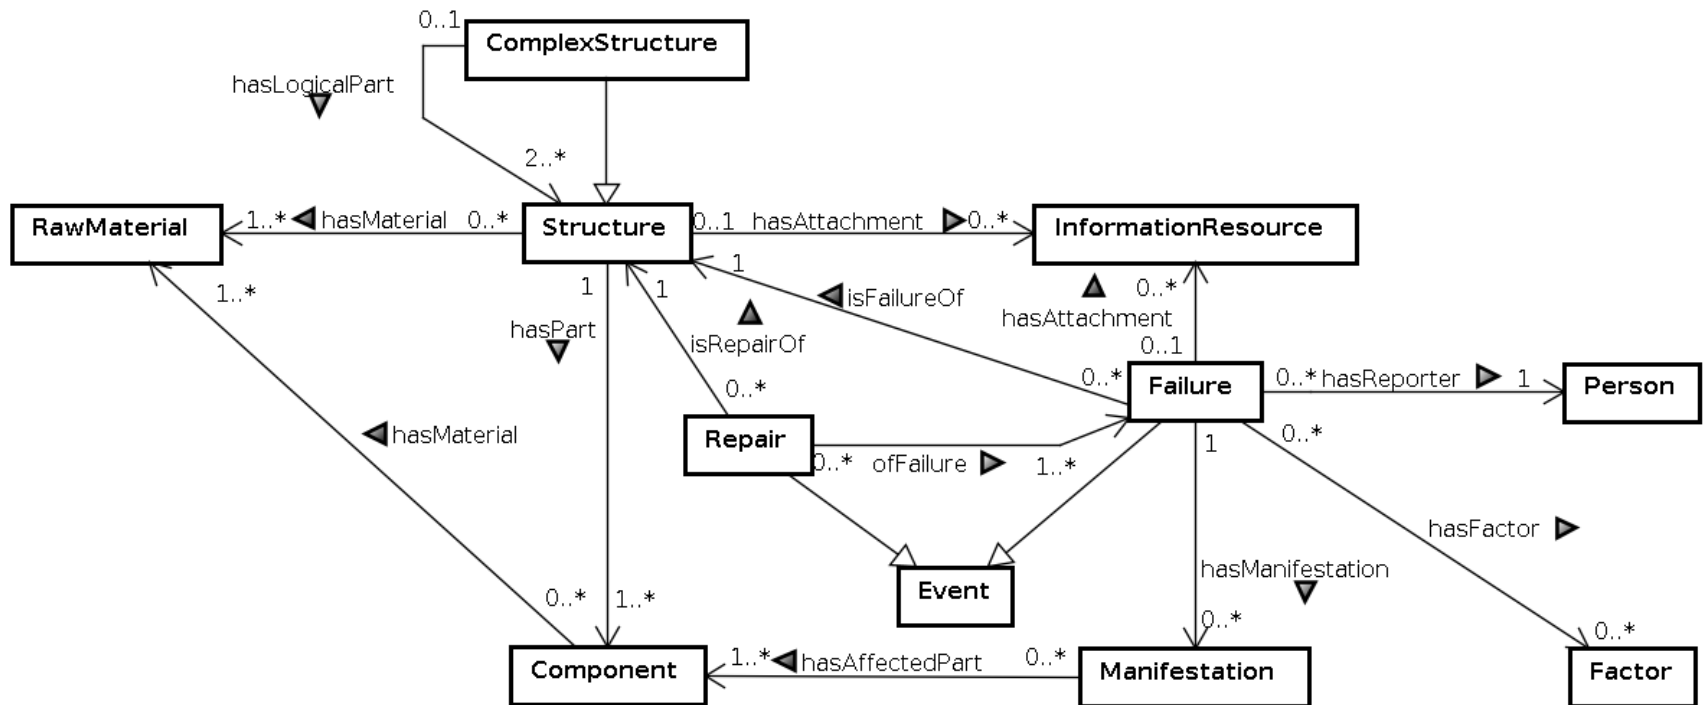 0..1
ComplexStructure
hasLogicalPart
2..*
RawMaterial
1..* hasMaterial 0..*
Structure
0..1 hasAttachment 0..*
InformationResource
1..*
1
hasPart
1
isRepairOf
1
isFailureOf
0..*
hasAttachment
0..1
0..*
0..*
Failure
0..* hasReporter 1
Person
hasMaterial
Repair
0..* ofFailure 1..*
1
0..*
hasFactor
Event
hasManifestation
0..*
1..*
0..*
0..*
Component
1..* hasAffectedPart 0..*
Manifestation
Factor